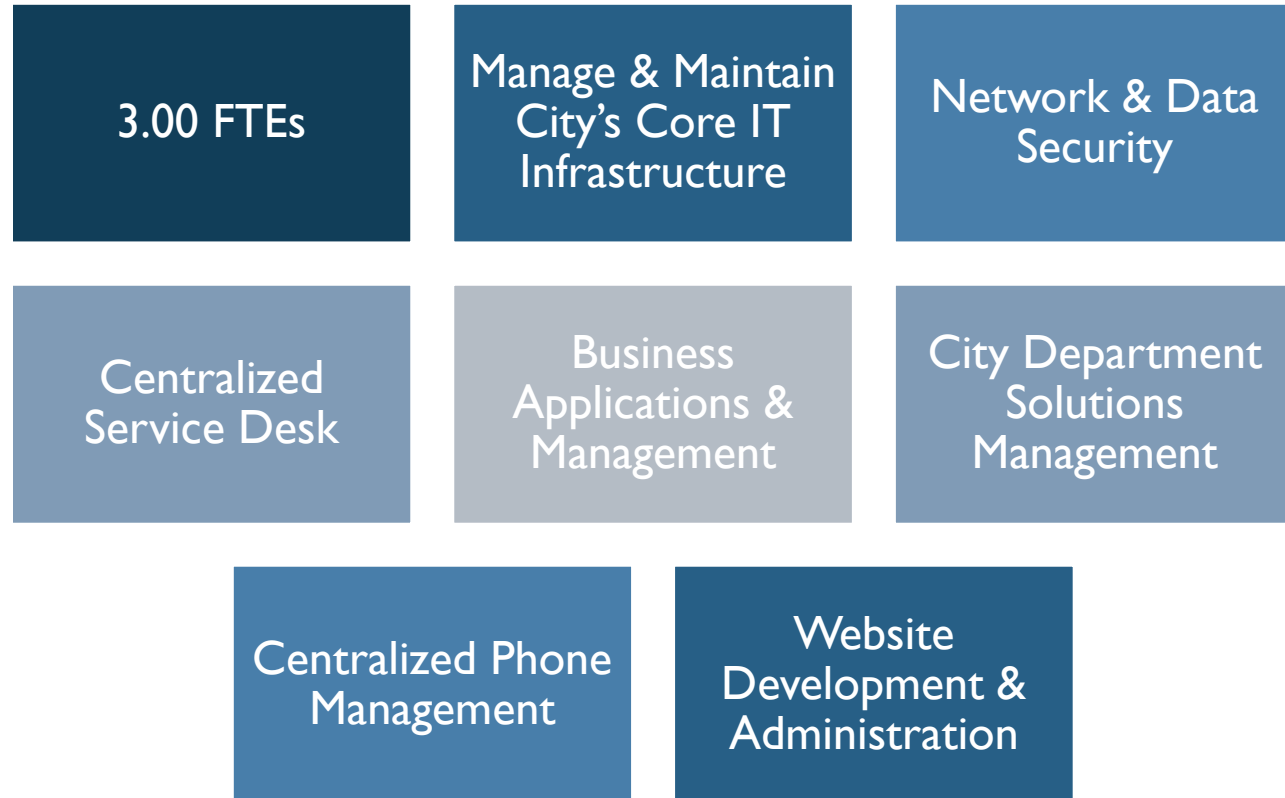 3.00 FTEs
Manage & Maintain
City’s Core IT
Infrastructure
Network & Data
Security
Centralized
Service Desk
Business
Applications &
Management
City Department
Solutions
Management
Centralized Phone
Management
Website
Development &
Administration